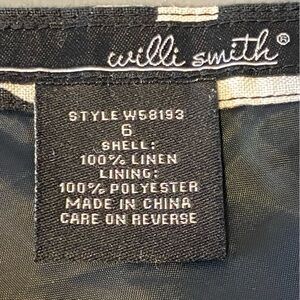 willi smith®
STYLE W58193
6
SHELL:
100% LINEN
LINING:
100% POLYESTER
MADE IN CHINA
CARE ON REVERSE